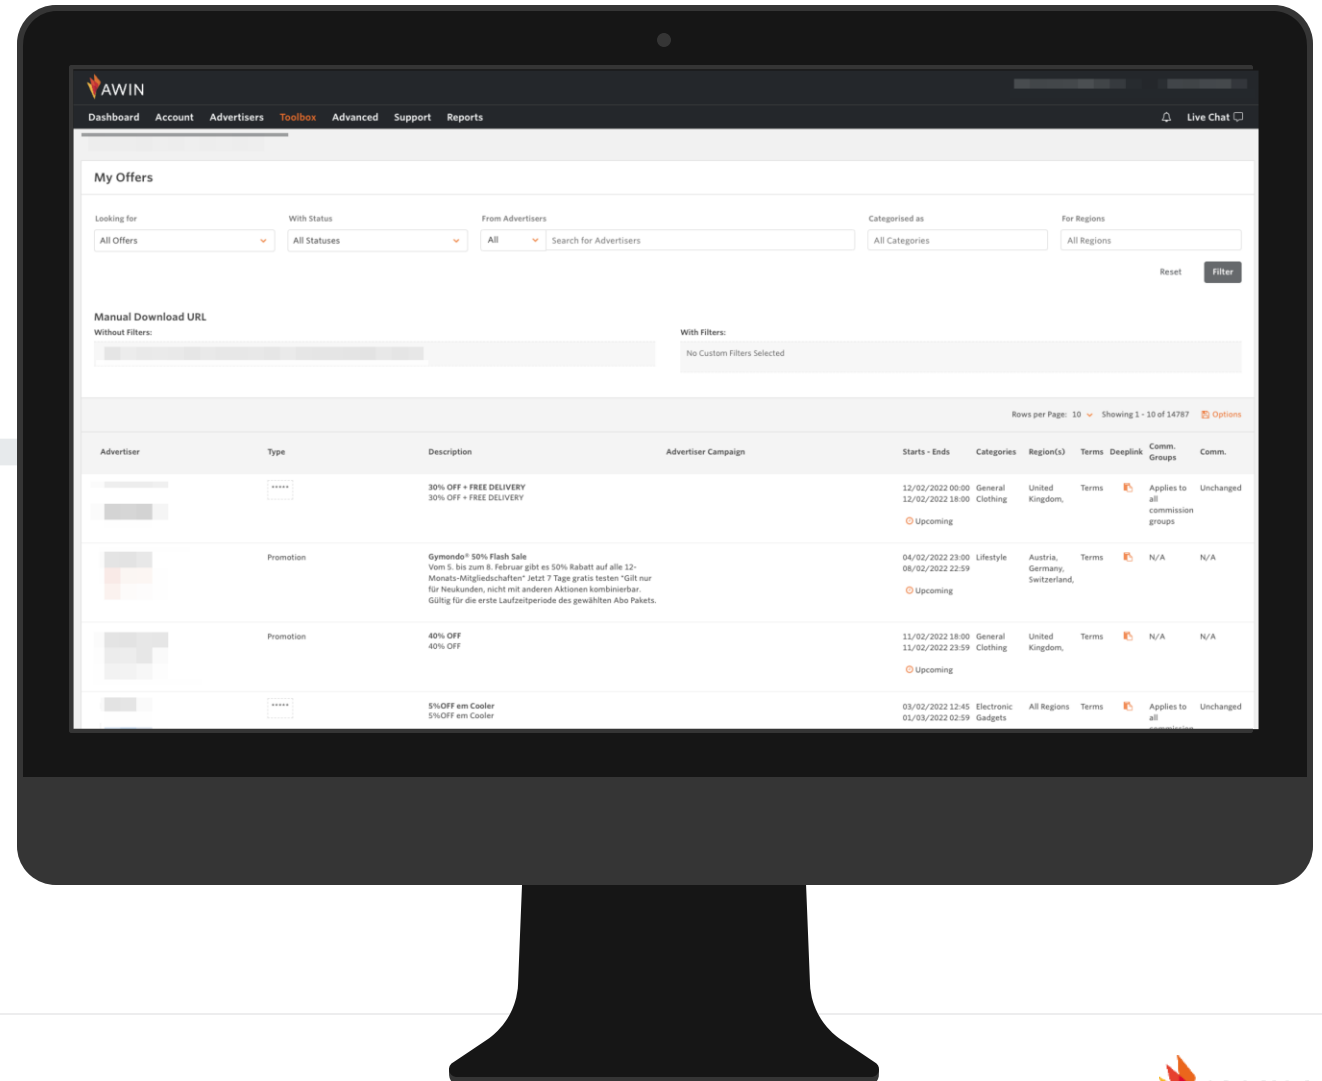 AWIN
Dashboard Account Advertisers Toolbox Advanced Support Reports Live Chat
My Offers
Looking for With Status From Advertisers Categorised as For Regions
All Offers All Statuses All Search for Advertisers All Categories All Regions
Reset Filter
Manual Download URL
Without Filters: With Filters:
No Custom Filters Selected
Rows per Page: 10 Showing 1 - 10 of 14787 Options
Advertiser Type Description Advertiser Campaign Starts - Ends Categories Region(s) Terms Deeplink Comm. Groups Comm.
***** 30% OFF + FREE DELIVERY 12/02/2022 00:00 General United Terms Applies to Unchanged
30% OFF + FREE DELIVERY 12/02/2022 18:00 Clothing Kingdom, all
commission
Upcoming groups
Promotion Gymondo® 50% Flash Sale 04/02/2022 23:00 Lifestyle Austria, Terms N/A N/A
Vom 5. bis zum 8. Februar gibt es 50% Rabatt auf alle 12- 08/02/2022 22:59 Germany,
Monats-Mitgliedschaften* Jetzt 7 Tage gratis testen *Gilt nur Switzerland,
für Neukunden, nicht mit anderen Aktionen kombinierbar. Upcoming
Gültig für die erste Laufzeitperiode des gewählten Abo Pakets.
Promotion 40% OFF 11/02/2022 18:00 General United Terms N/A N/A
40% OFF 11/02/2022 23:59 Clothing Kingdom,
Upcoming
***** 5%OFF em Cooler 03/02/2022 12:45 Electronic All Regions Terms Applies to Unchanged
5%OFF em Cooler 01/03/2022 02:59 Gadgets all
commission